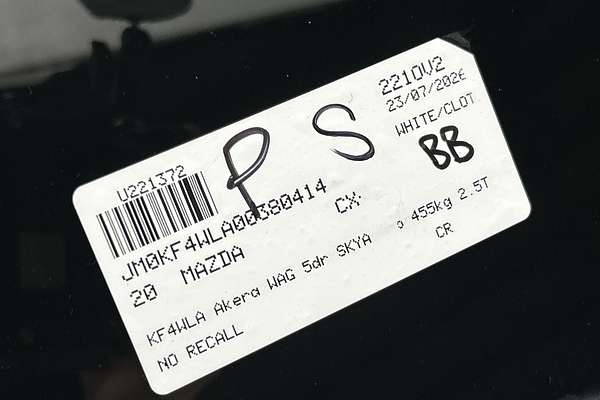 2210V2
23/07/2026
WHITE/CLOT
BB
P S
U221372
JM0KF4WLA00380414
20 MAZDA CX-
KF4WLA Akera WAG 5dr SKYA 455kg 2.5T
NO RECALL CR